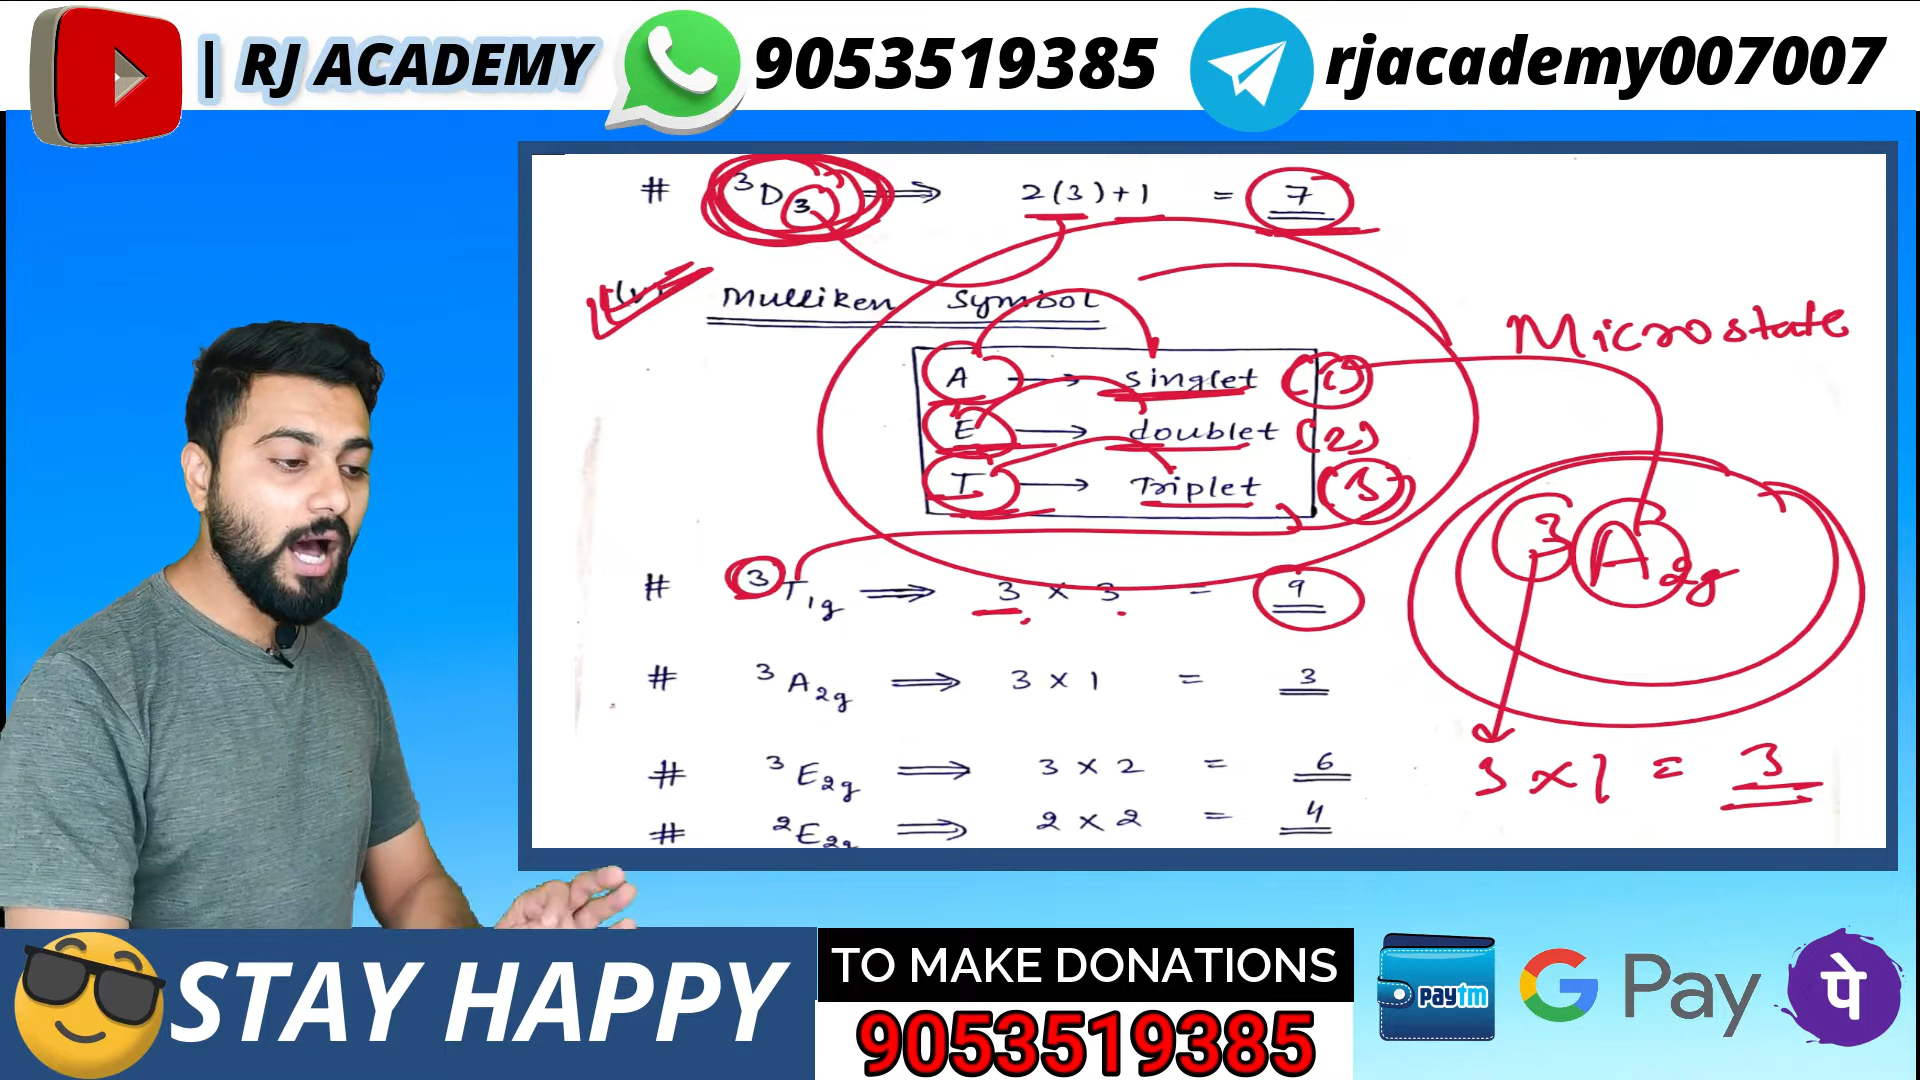 | RJ ACADEMY 9053519385 rjacademy007007
# ³D₃ ⟹ 2(3)+1 = 7
Mulliken Symbol
Microstate
A → singlet (1)
E → doublet (2)
T → Triplet (3)
³A₂g
# ³T₁g ⟹ 3 × 3 = 9
# ³A₂g ⟹ 3 × 1 = 3
# ³E₂g ⟹ 3 × 2 = 6
3 × 1 = 3
# ²E₂g ⟹ 2 × 2 = 4
STAY HAPPY
TO MAKE DONATIONS
9053519385
paytm
G Pay
पे